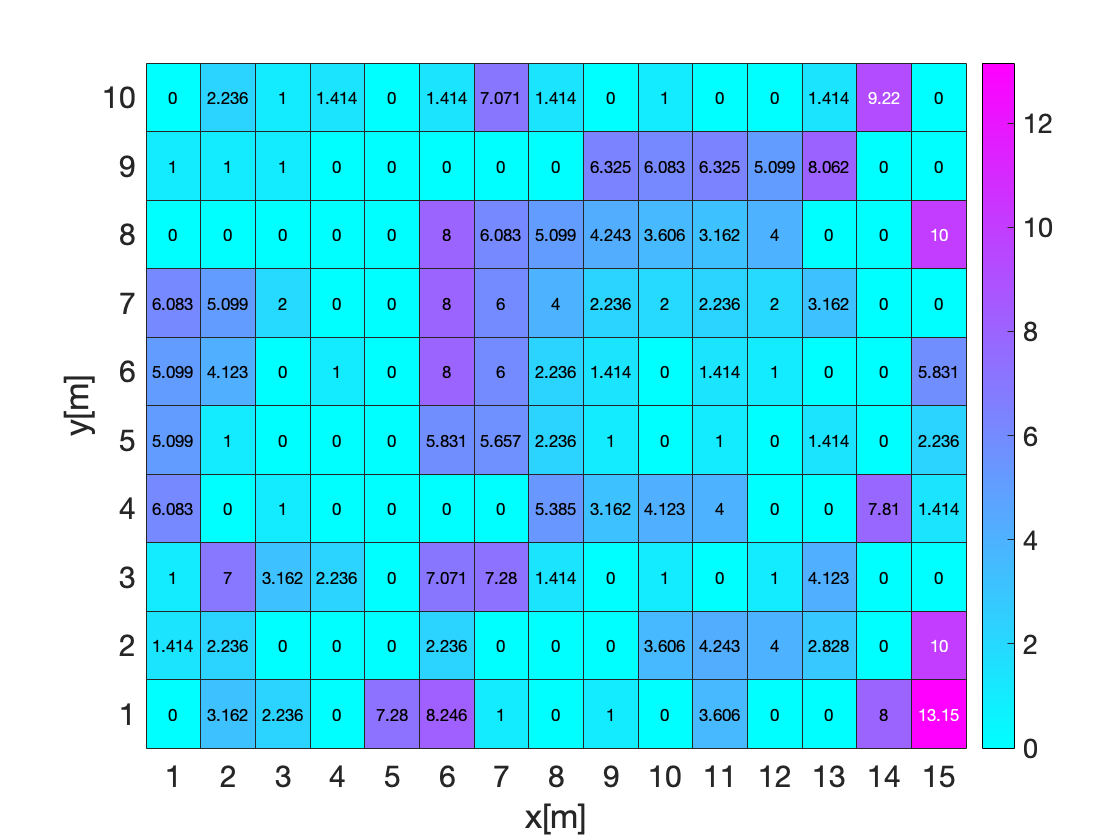 10 0 2.236 1 1.414 0 1.414 7.071 1.414 0 1 0 0 1.414 9.22 0
12
9 1 1 1 0 0 0 0 0 6.325 6.083 6.325 5.099 8.062 0 0
8 0 0 0 0 0 8 6.083 5.099 4.243 3.606 3.162 4 0 0 10
10
7 6.083 5.099 2 0 0 8 6 4 2.236 2 2.236 2 3.162 0 0
8
6 5.099 4.123 0 1 0 8 6 2.236 1.414 0 1.414 1 0 0 5.831
y[m]
5 5.099 1 0 0 0 5.831 5.657 2.236 1 0 1 0 1.414 0 2.236
6
4 6.083 0 1 0 0 0 0 5.385 3.162 4.123 4 0 0 7.81 1.414
4
3 1 7 3.162 2.236 0 7.071 7.28 1.414 0 1 0 1 4.123 0 0
2 1.414 2.236 0 0 0 2.236 0 0 0 3.606 4.243 4 2.828 0 10
2
1 0 3.162 2.236 0 7.28 8.246 1 0 1 0 3.606 0 0 8 13.15
0
1 2 3 4 5 6 7 8 9 10 11 12 13 14 15
x[m]